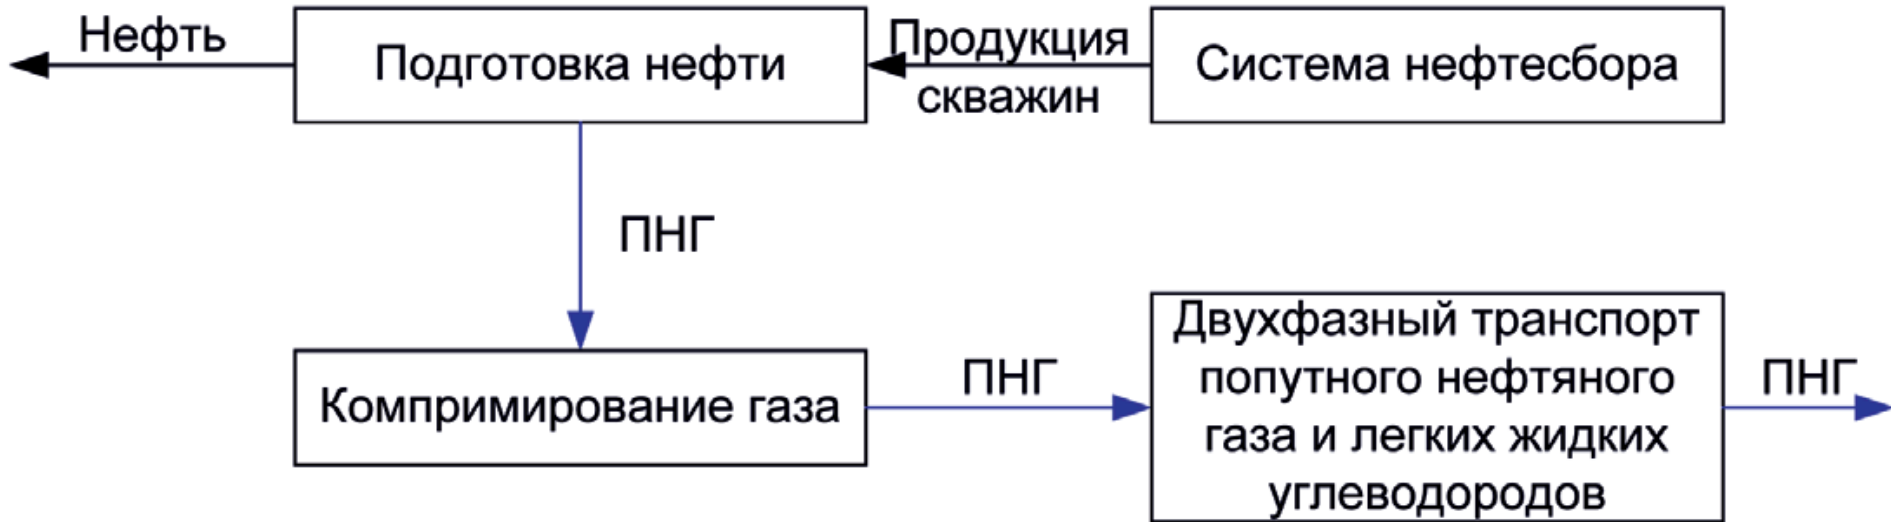 Нефть
Подготовка нефти
Продукция
скважин
Система нефтесбора
ПНГ
Компримирование газа
ПНГ
Двухфазный транспорт
попутного нефтяного
газа и легких жидких
углеводородов
ПНГ